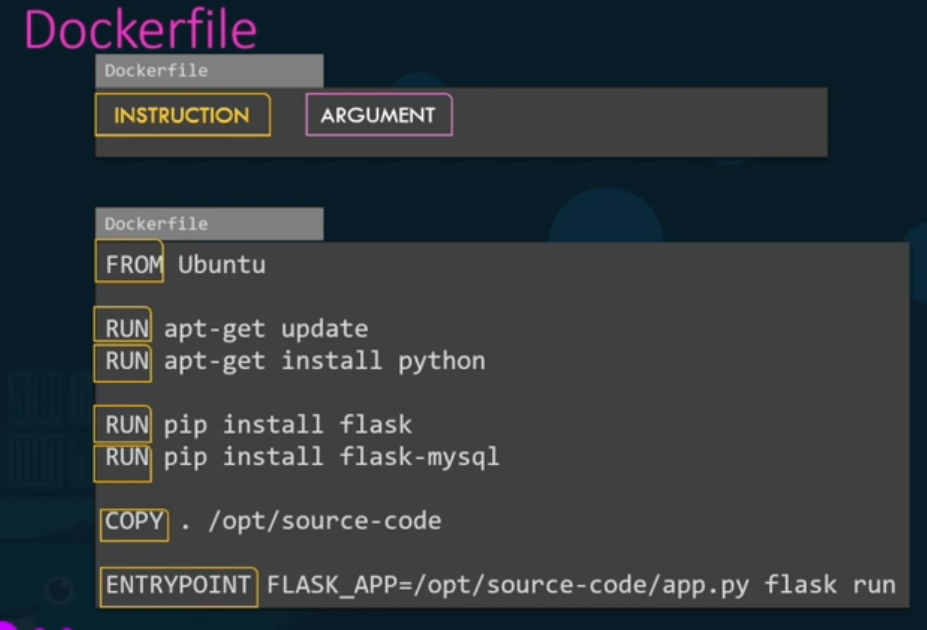 Dockerfile
Dockerfile
INSTRUCTION ARGUMENT
Dockerfile
FROM Ubuntu
RUN apt-get update
RUN apt-get install python
RUN pip install flask
RUN pip install flask-mysql
COPY . /opt/source-code
ENTRYPOINT FLASK_APP=/opt/source-code/app.py flask run